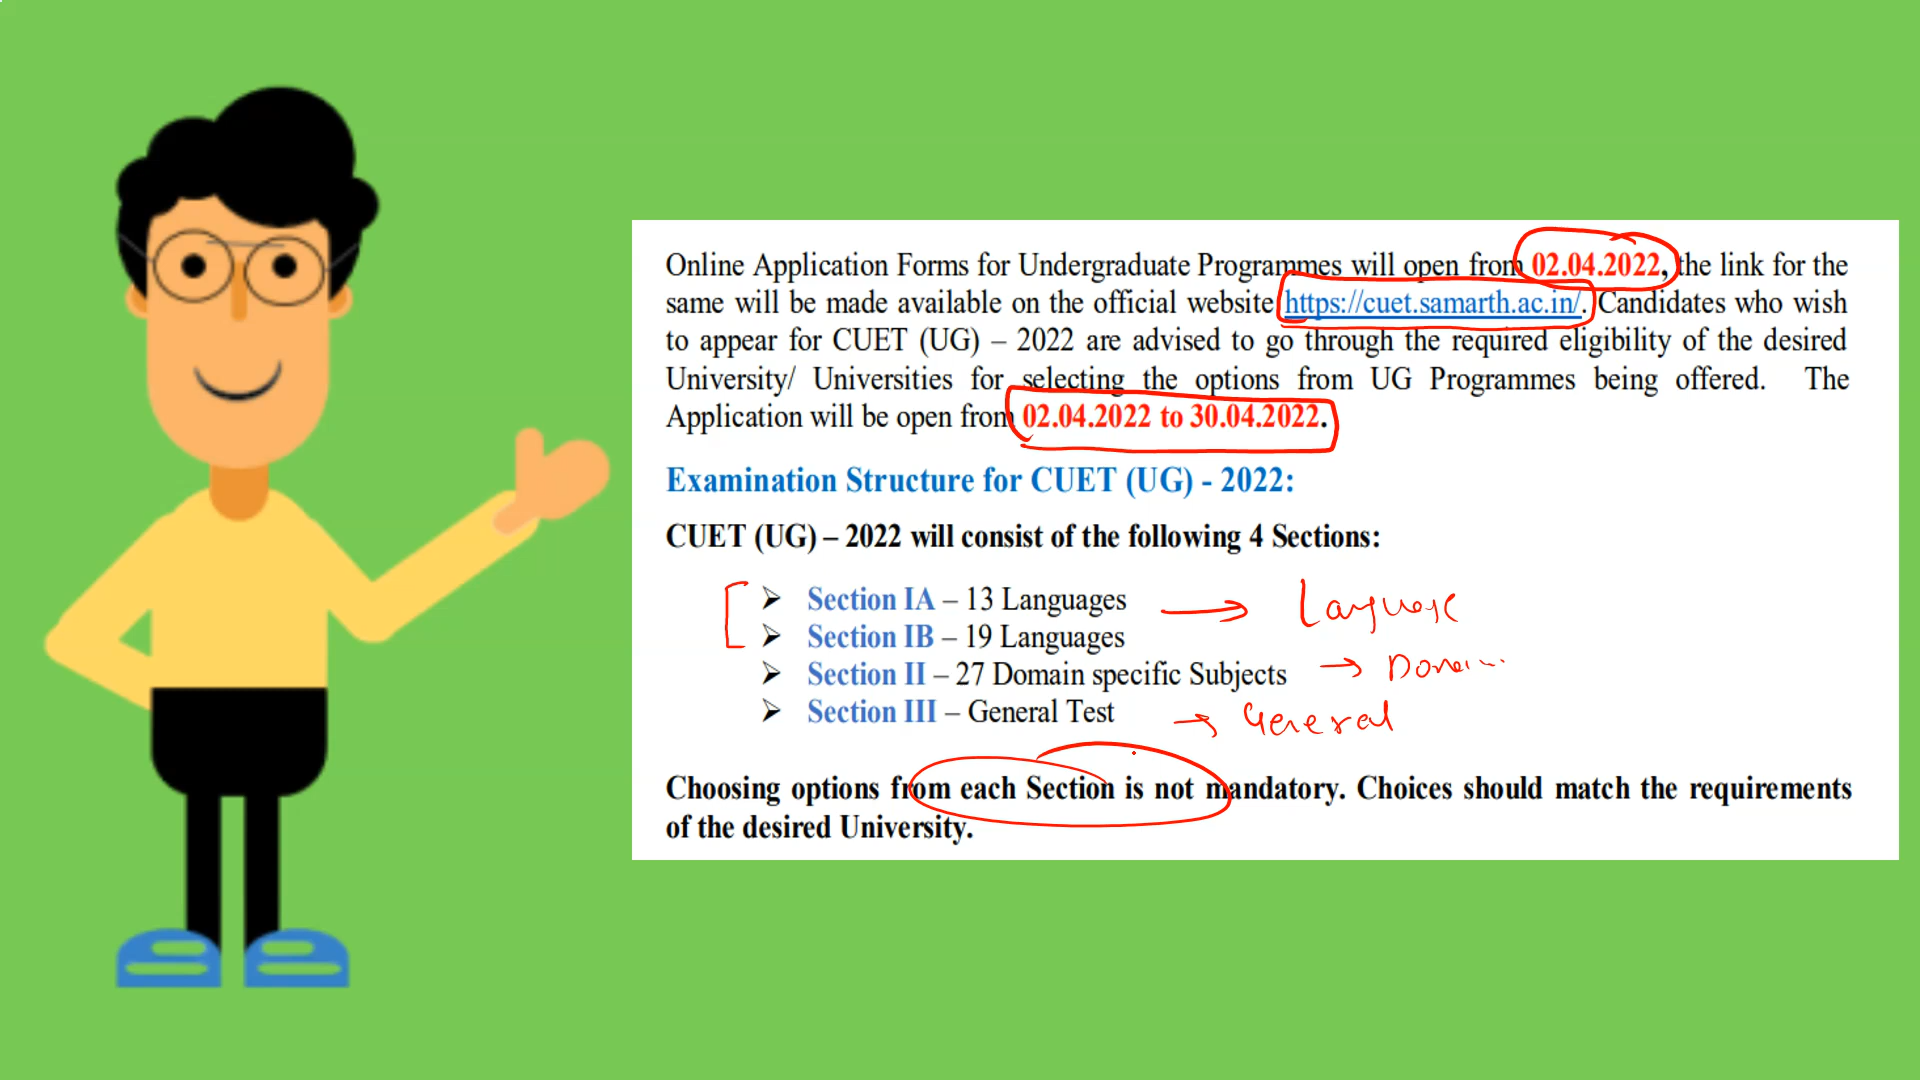 Online Application Forms for Undergraduate Programmes will open from 02.04.2022, the link for the
same will be made available on the official website https://cuet.samarth.ac.in/. Candidates who wish
to appear for CUET (UG) – 2022 are advised to go through the required eligibility of the desired
University/ Universities for selecting the options from UG Programmes being offered. The
Application will be open from 02.04.2022 to 30.04.2022.
Examination Structure for CUET (UG) - 2022:
CUET (UG) – 2022 will consist of the following 4 Sections:
➢ Section IA – 13 Languages → Language
➢ Section IB – 19 Languages
➢ Section II – 27 Domain specific Subjects →
➢ Section III – General Test → General
Choosing options from each Section is not mandatory. Choices should match the requirements
of the desired University.